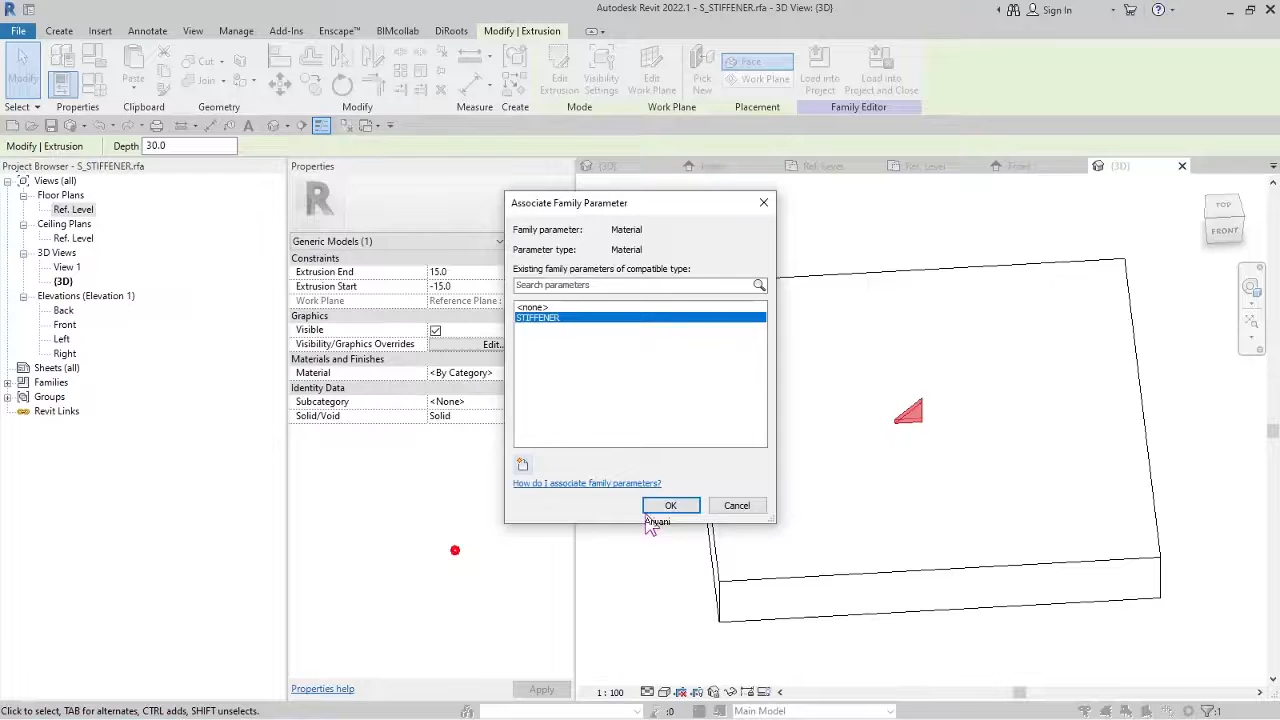 Autodesk Revit 2022.1 - S_STIFFENER.rfa - 3D View: {3D}
Sign In
File Create Insert Annotate View Manage Add-Ins Enscape™ BIMcollab DiRoots Modify | Extrusion
Modify Paste Cut Join Edit Extrusion Visibility Settings Edit Work Plane Pick New Face Work Plane Load into Project Load into Project and Close
Select Properties Clipboard Geometry Modify Measure Create Mode Work Plane Placement Family Editor
Modify | Extrusion Depth 30.0
Project Browser - S_STIFFENER.rfa
Views (all)
Floor Plans
Ref. Level
Ceiling Plans
Ref. Level
3D Views
View 1
{3D}
Elevations (Elevation 1)
Back
Front
Left
Right
Sheets (all)
Families
Groups
Revit Links
Properties
R
Generic Models (1)
Constraints
Extrusion End 15.0
Extrusion Start -15.0
Work Plane Reference Plane :
Graphics
Visible
Visibility/Graphics Overrides Edit..
Materials and Finishes
Material <By Category>
Identity Data
Subcategory <None>
Solid/Void Solid
Properties help Apply
{3D} Ref. Level Ref. Level Front {3D}
Associate Family Parameter
Family parameter: Material
Parameter type: Material
Existing family parameters of compatible type:
Search parameters
<none>
STIFFENER
How do I associate family parameters?
OK Cancel
TOP
FRONT
1 : 100
Click to select, TAB for alternates, CTRL adds, SHIFT unselects.
:0 Main Model :1